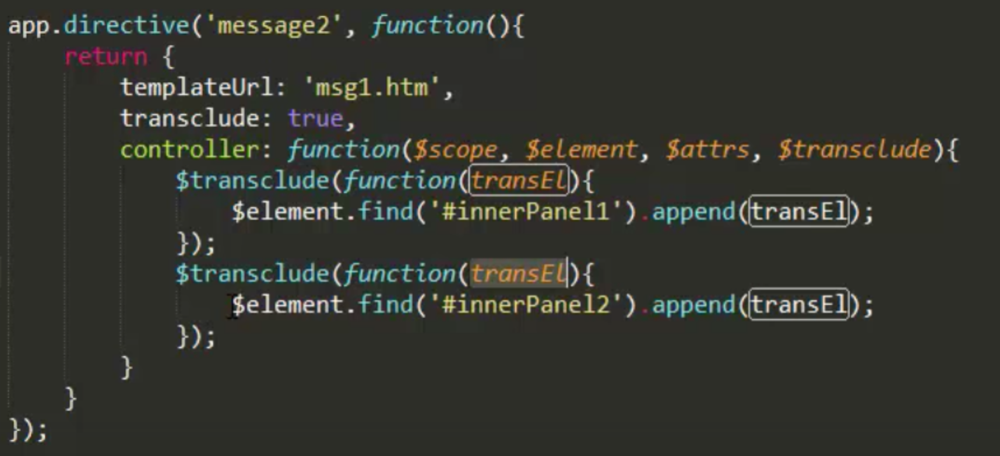 app.directive('message2', function(){
return {
templateUrl: 'msg1.htm',
transclude: true,
controller: function($scope, $element, $attrs, $transclude){
$transclude(function(transEl){
$element.find('#innerPanel1').append(transEl);
});
$transclude(function(transEl){
$element.find('#innerPanel2').append(transEl);
});
}
}
});